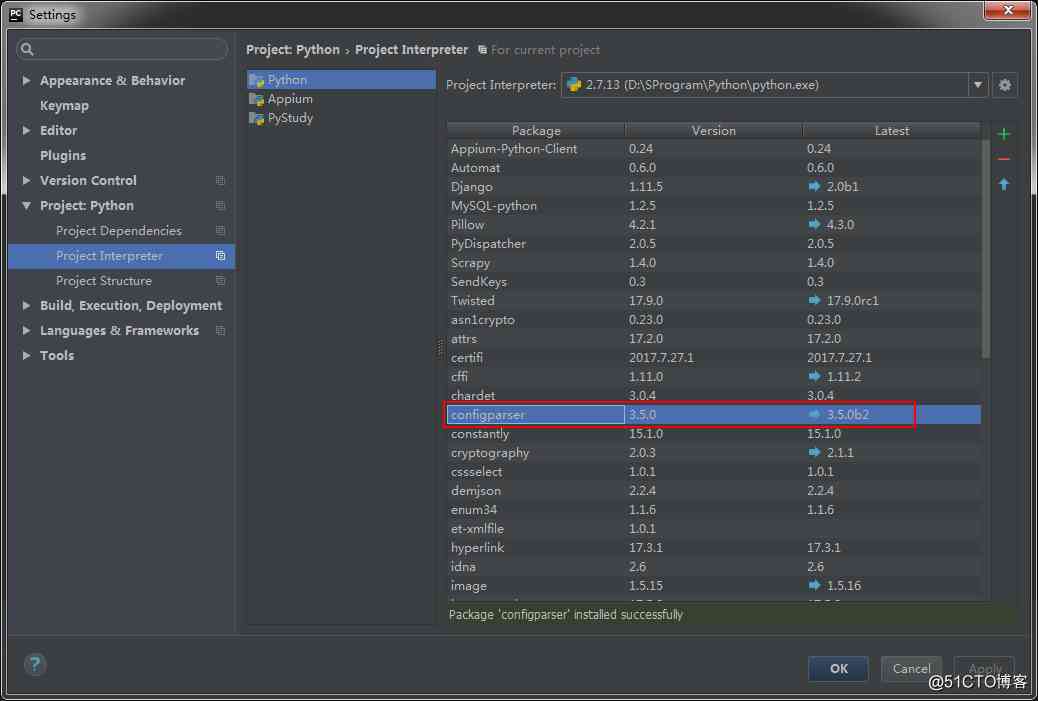 PC Settings
Project: Python › Project Interpreter For current project
Appearance & Behavior
Keymap
Editor
Plugins
Version Control
Project: Python
Project Dependencies
Project Interpreter
Project Structure
Build, Execution, Deployment
Languages & Frameworks
Tools
Python
Appium
PyStudy
Project Interpreter: 2.7.13 (D:\SProgram\Python\python.exe)
Package Version Latest
Appium-Python-Client 0.24 0.24
Automat 0.6.0 0.6.0
Django 1.11.5 2.0b1
MySQL-python 1.2.5 1.2.5
Pillow 4.2.1 4.3.0
PyDispatcher 2.0.5 2.0.5
Scrapy 1.4.0 1.4.0
SendKeys 0.3 0.3
Twisted 17.9.0 17.9.0rc1
asn1crypto 0.23.0 0.23.0
attrs 17.2.0 17.2.0
certifi 2017.7.27.1 2017.7.27.1
cffi 1.11.0 1.11.2
chardet 3.0.4 3.0.4
configparser 3.5.0 3.5.0b2
constantly 15.1.0 15.1.0
cryptography 2.0.3 2.1.1
cssselect 1.0.1 1.0.1
demjson 2.2.4 2.2.4
enum34 1.1.6 1.1.6
et-xmlfile 1.0.1
hyperlink 17.3.1 17.3.1
idna 2.6 2.6
image 1.5.15 1.5.16
Package 'configparser' installed successfully
?
OK Cancel Apply
@51CTO博客